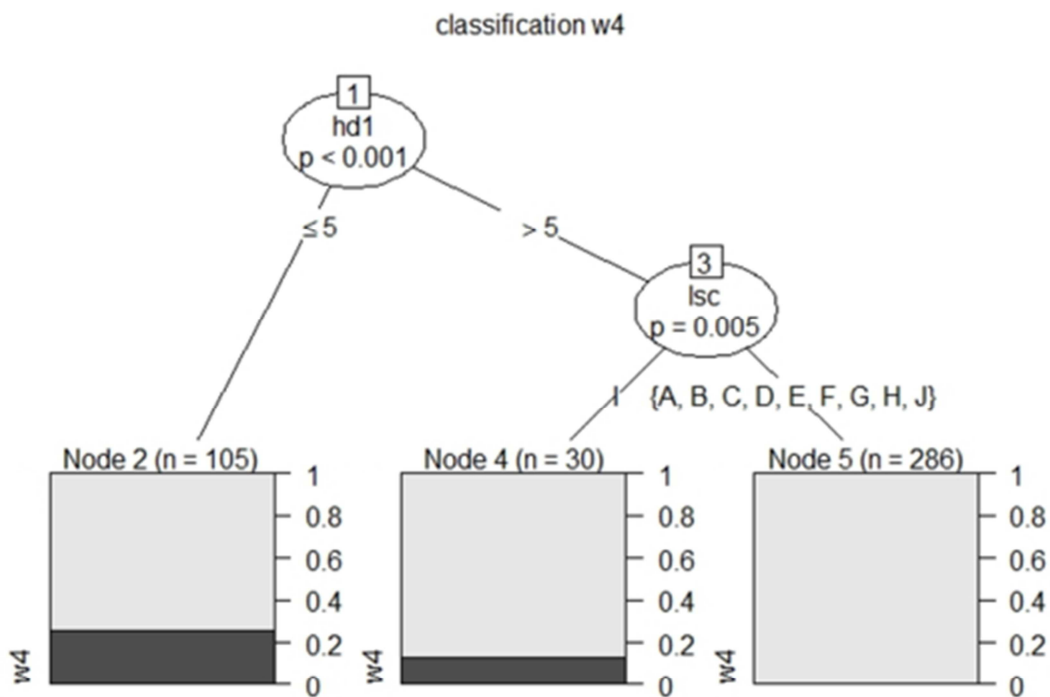 classification w4
1
hd1
p < 0.001
≤ 5
> 5
3
lsc
p = 0.005
I
{A, B, C, D, E, F, G, H, J}
Node 2 (n = 105)
1
0.8
0.6
0.4
0.2
0
w4
Node 4 (n = 30)
1
0.8
0.6
0.4
0.2
0
w4
Node 5 (n = 286)
1
0.8
0.6
0.4
0.2
0
w4